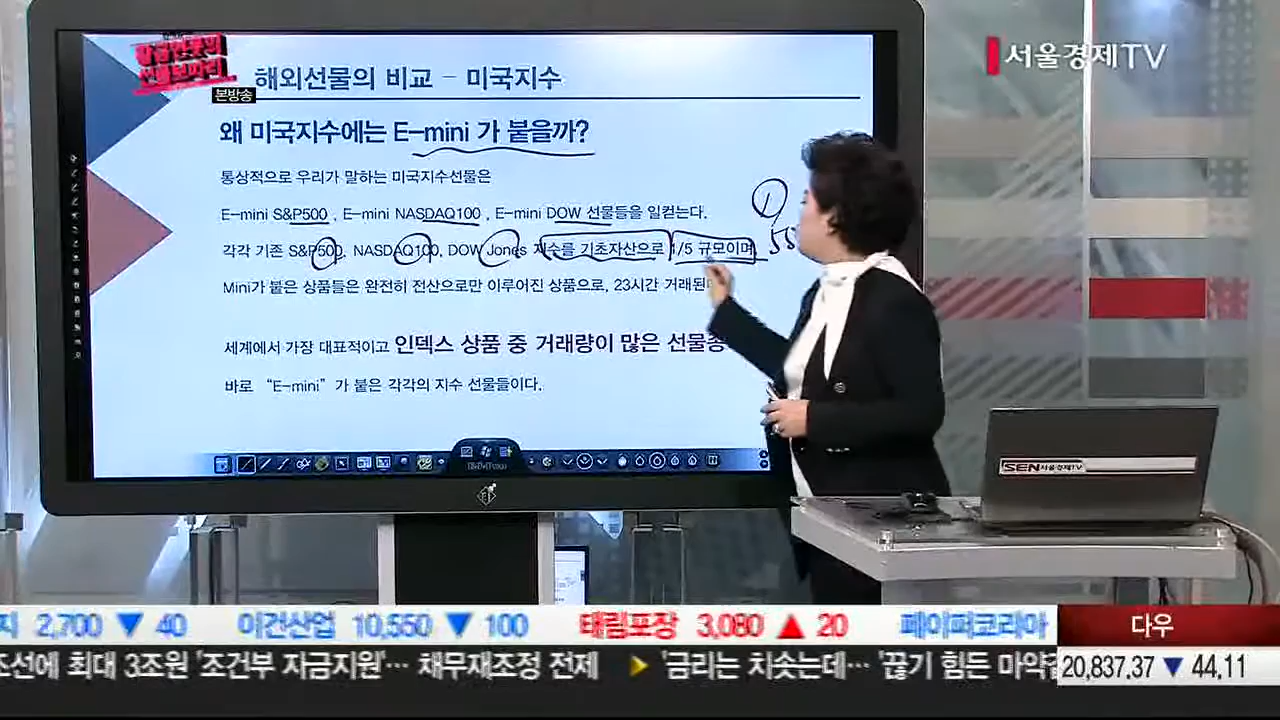 서울경제TV
해외선물의 비교 - 미국지수
본방송
왜 미국지수에는 E-mini 가 붙을까?
통상적으로 우리가 말하는 미국지수선물은
E-mini S&P500 , E-mini NASDAQ100 , E-mini DOW 선물들을 일컫는다.
각각 기존 S&P500, NASDAQ100, DOW Jones 지수를 기초자산으로 1/5 규모이며,
Mini가 붙은 상품들은 완전히 전산으로만 이루어진 상품으로, 23시간 거래된
세계에서 가장 대표적이고 인덱스 상품 중 거래량이 많은 선물종
바로 “E-mini” 가 붙은 각각의 지수 선물들이다.
SEN 서울경제TV
지 2,700 ▼ 40 이건산업 10,550 ▼ 100 태림포장 3,080 ▲ 20 페이퍼코리아
다우
조선에 최대 3조원 '조건부 자금지원'… 채무재조정 전제 ▶ '금리는 치솟는데… '끊기 힘든 마약
20,837.37 ▼ 44.11